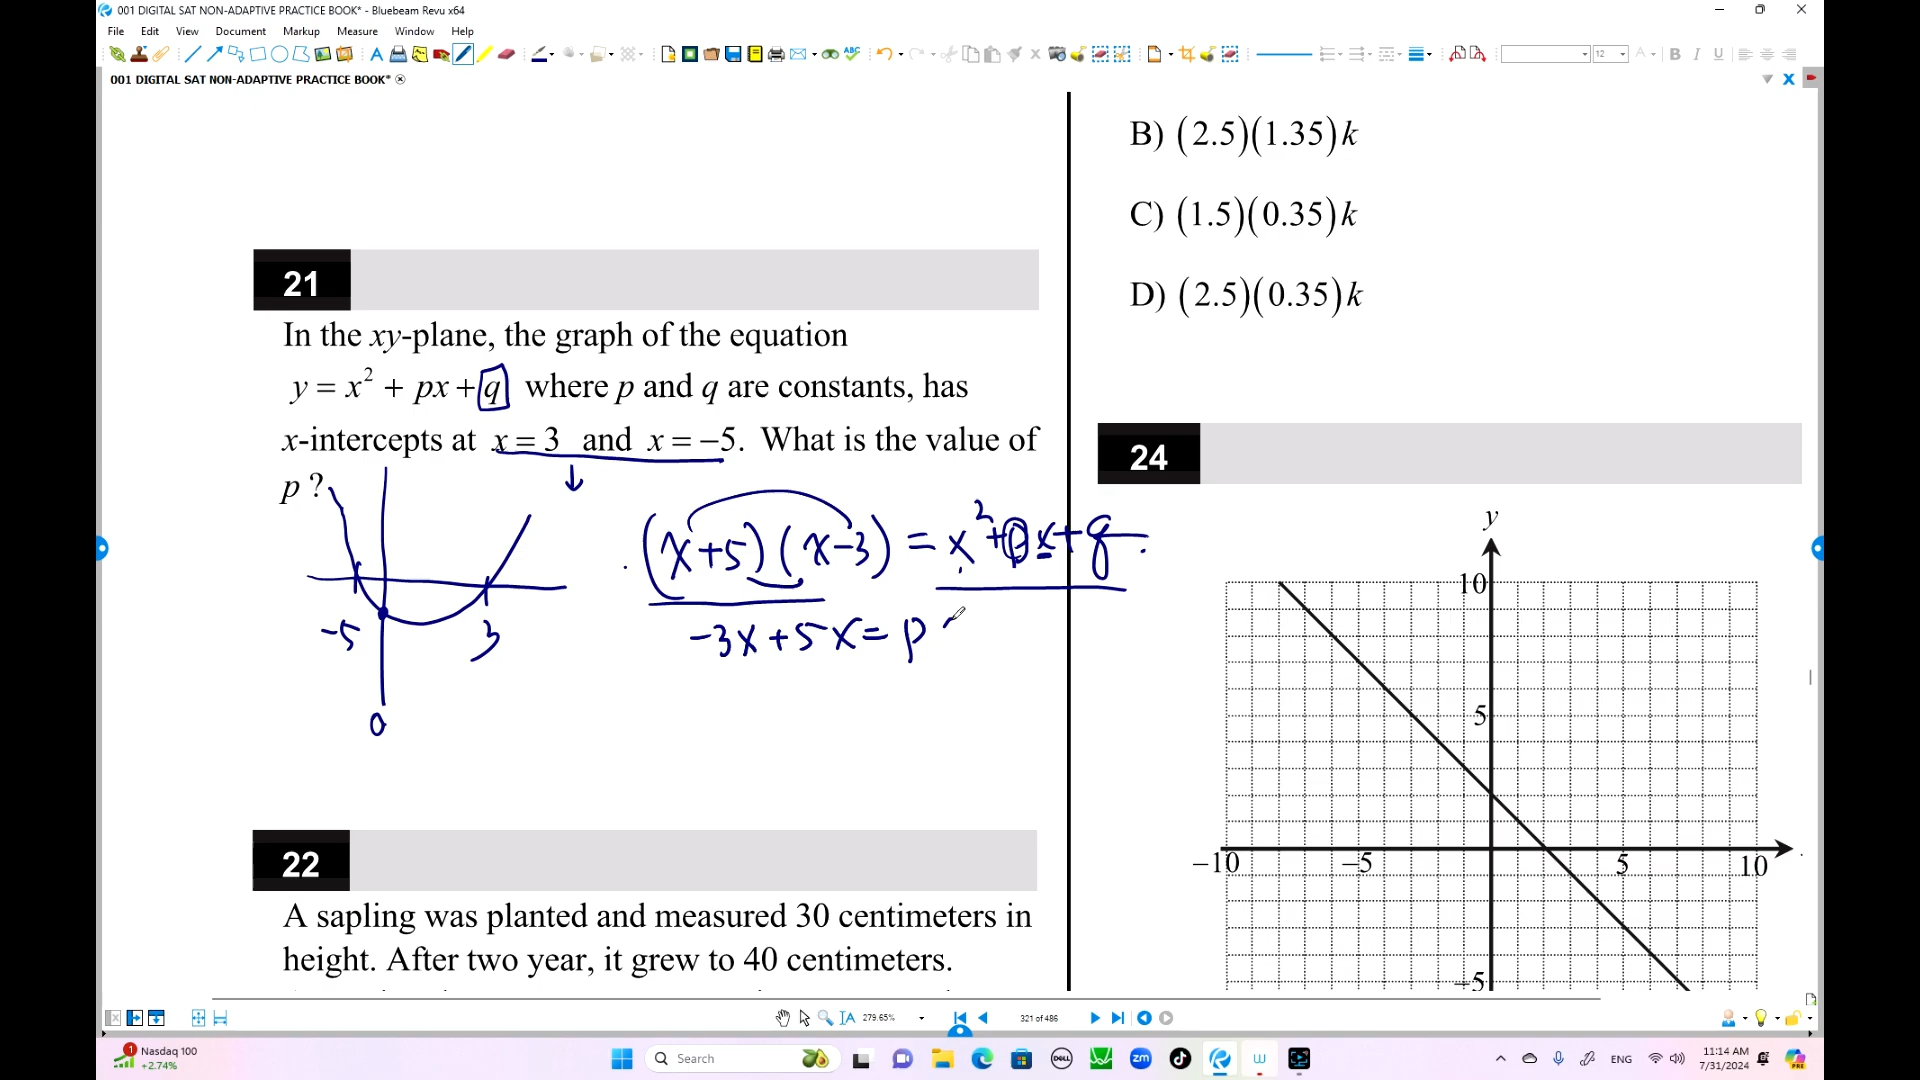 001 DIGITAL SAT NON-ADAPTIVE PRACTICE BOOK* - Bluebeam Revu x64
File Edit View Document Markup Measure Window Help
12
001 DIGITAL SAT NON-ADAPTIVE PRACTICE BOOK*
21
In the xy-plane, the graph of the equation
y = x² + px + q where p and q are constants, has
x-intercepts at x = 3 and x = −5. What is the value of
p ?
(x+5)(x-3) = x²+px+q
-3x+5x = p
-5
3
0
22
A sapling was planted and measured 30 centimeters in
height. After two year, it grew to 40 centimeters.
B) (2.5)(1.35)k
C) (1.5)(0.35)k
D) (2.5)(0.35)k
24
y
10
5
−10 −5 5 10
−5
279.65%
321 of 486
Nasdaq 100
+2.74%
Search
ENG
11:14 AM
7/31/2024